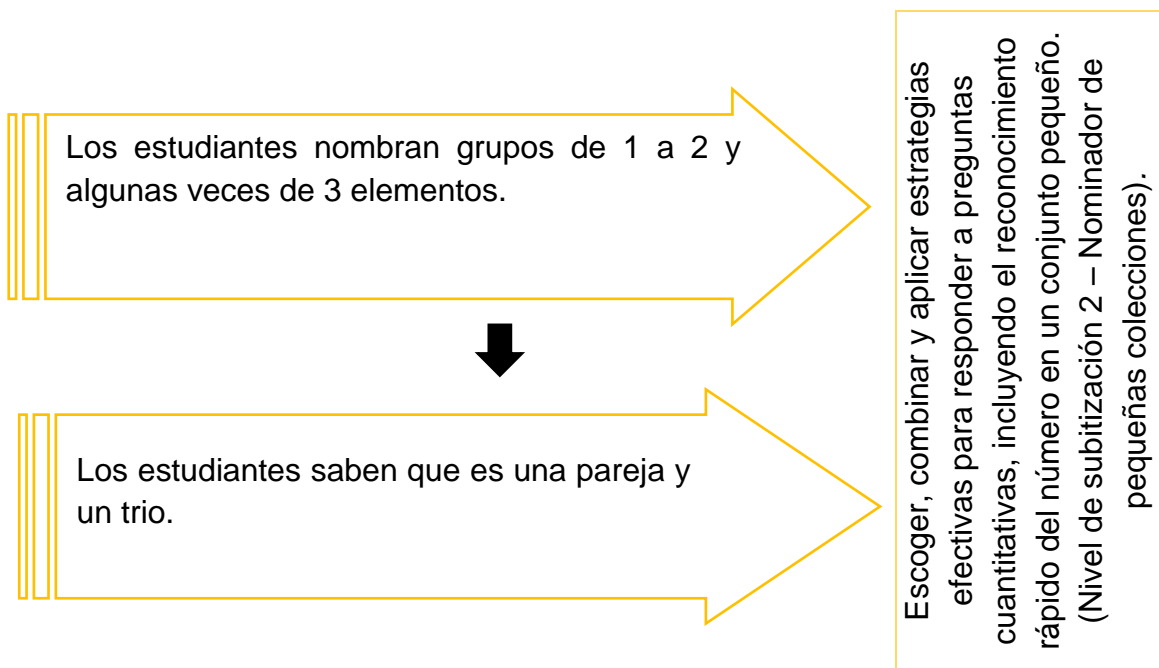 Los estudiantes nombran grupos de 1 a 2 y
algunas veces de 3 elementos.
Los estudiantes saben que es una pareja y
un trio.
Escoger, combinar y aplicar estrategias
efectivas para responder a preguntas
cuantitativas, incluyendo el reconocimiento
rápido del número en un conjunto pequeño.
(Nivel de subitización 2 – Nominador de
pequeñas colecciones).